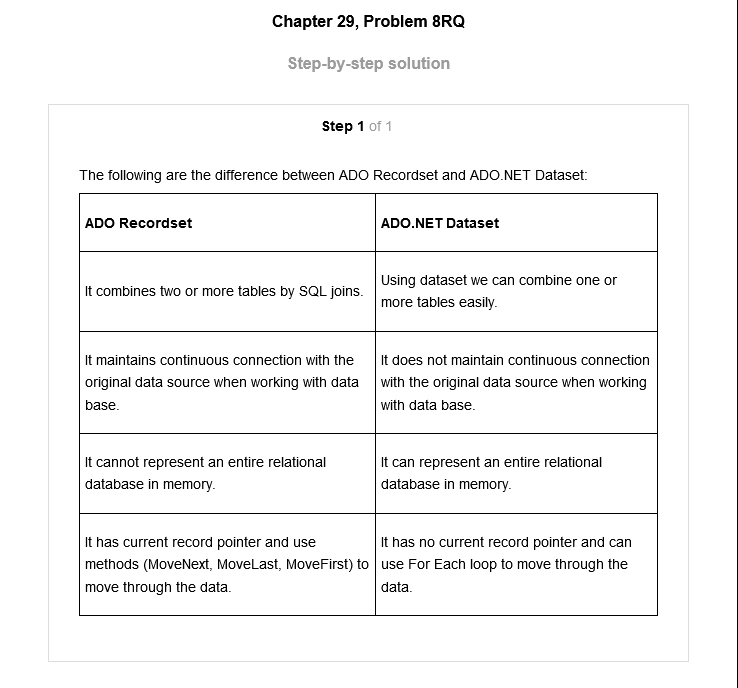 Chapter 29, Problem 8RQ
Step-by-step solution
Step 1 of 1
The following are the difference between ADO Recordset and ADO.NET Dataset:
ADO Recordset
ADO.NET Dataset
It combines two or more tables by SQL joins.
Using dataset we can combine one or
more tables easily.
It maintains continuous connection with the
original data source when working with data
base.
It does not maintain continuous connection
with the original data source when working
with data base.
It cannot represent an entire relational
database in memory.
It can represent an entire relational
database in memory.
It has current record pointer and use
methods (MoveNext, MoveLast, MoveFirst) to
move through the data.
It has no current record pointer and can
use For Each loop to move through the
data.